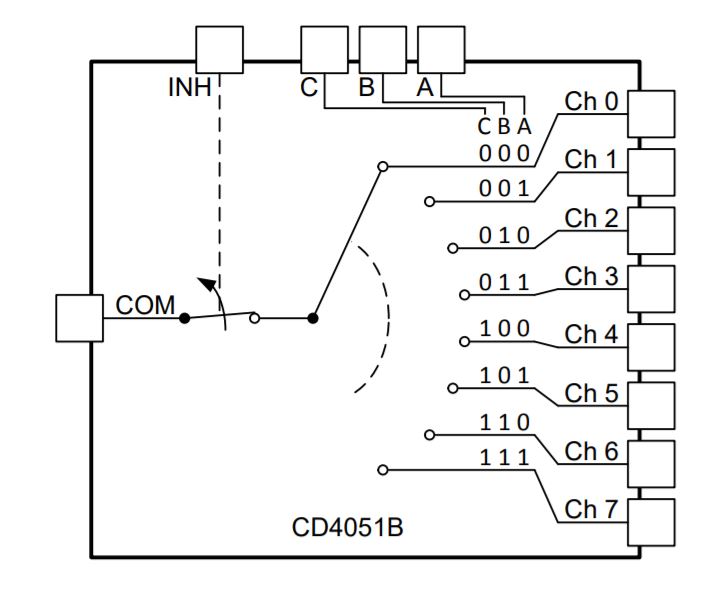 INH C B A
C B A
Ch 0
0 0 0
Ch 1
0 0 1
Ch 2
0 1 0
Ch 3
0 1 1
COM
Ch 4
1 0 0
Ch 5
1 0 1
Ch 6
1 1 0
Ch 7
1 1 1
CD4051B